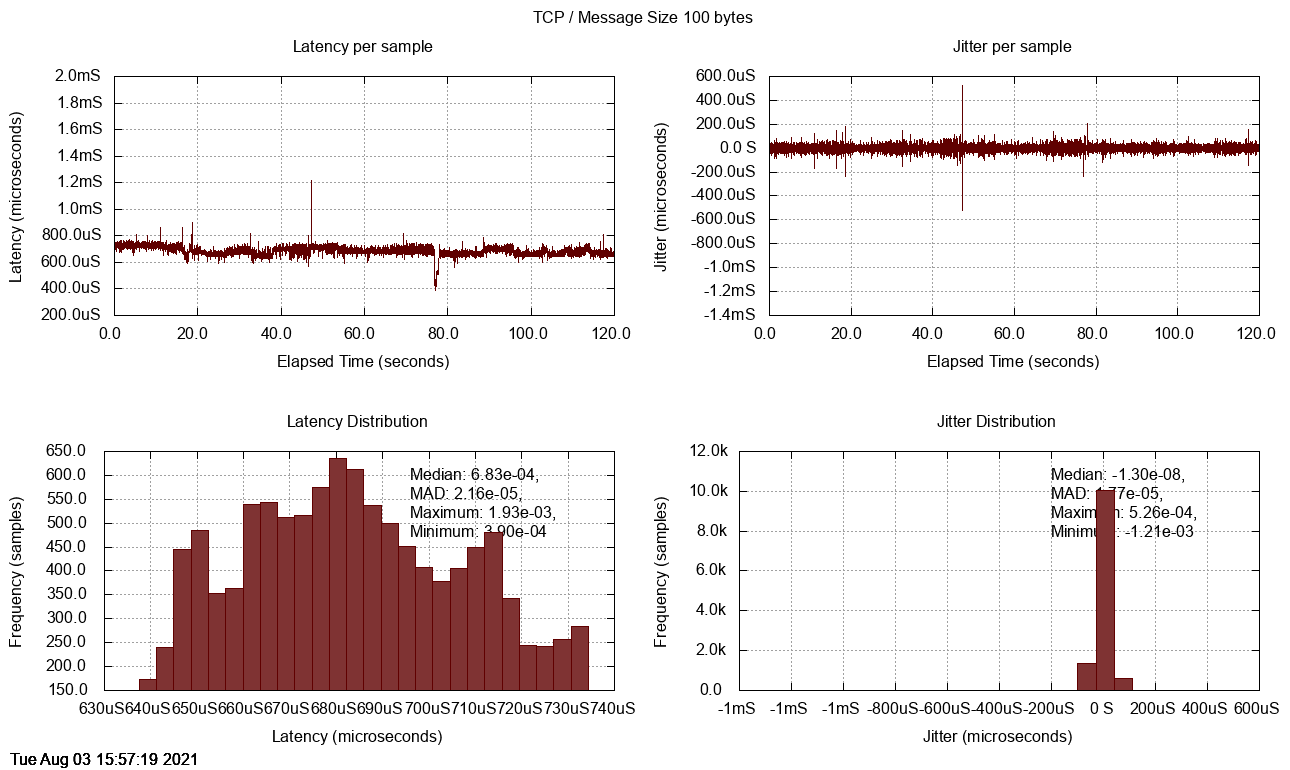 TCP / Message Size 100 bytes
Latency per sample
2.0mS
1.8mS
1.6mS
1.4mS
1.2mS
1.0mS
800.0uS
600.0uS
400.0uS
200.0uS
Latency (microseconds)
0.0 20.0 40.0 60.0 80.0 100.0 120.0
Elapsed Time (seconds)
Jitter per sample
600.0uS
400.0uS
200.0uS
0.0 S
-200.0uS
-400.0uS
-600.0uS
-800.0uS
-1.0mS
-1.2mS
-1.4mS
Jitter (microseconds)
0.0 20.0 40.0 60.0 80.0 100.0 120.0
Elapsed Time (seconds)
Latency Distribution
650.0
600.0
550.0
500.0
450.0
400.0
350.0
300.0
250.0
200.0
150.0
Frequency (samples)
Median: 6.83e-04,
MAD: 2.16e-05,
Maximum: 1.93e-03,
Minimum: 3.90e-04
630uS 640uS 650uS 660uS 670uS 680uS 690uS 700uS 710uS 720uS 730uS 740uS
Latency (microseconds)
Jitter Distribution
12.0k
10.0k
8.0k
6.0k
4.0k
2.0k
0.0
Frequency (samples)
Median: -1.30e-08,
MAD: 1.77e-05,
Maximum: 5.26e-04,
Minimum: -1.21e-03
-1mS -1mS -1mS -800uS -600uS -400uS -200uS 0 S 200uS 400uS 600uS
Jitter (microseconds)
Tue Aug 03 15:57:19 2021